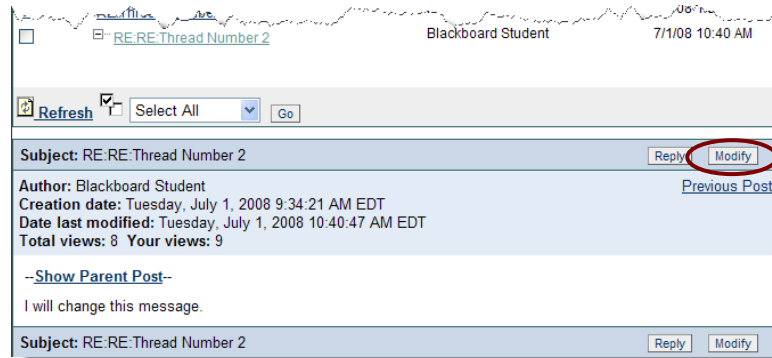 RE:RE:Thread Number 2 Blackboard Student 7/1/08 10:40 AM
Refresh Select All Go
Subject: RE:RE:Thread Number 2 Reply Modify
Author: Blackboard Student Previous Post
Creation date: Tuesday, July 1, 2008 9:34:21 AM EDT
Date last modified: Tuesday, July 1, 2008 10:40:47 AM EDT
Total views: 8 Your views: 9
--Show Parent Post--
I will change this message.
Subject: RE:RE:Thread Number 2 Reply Modify